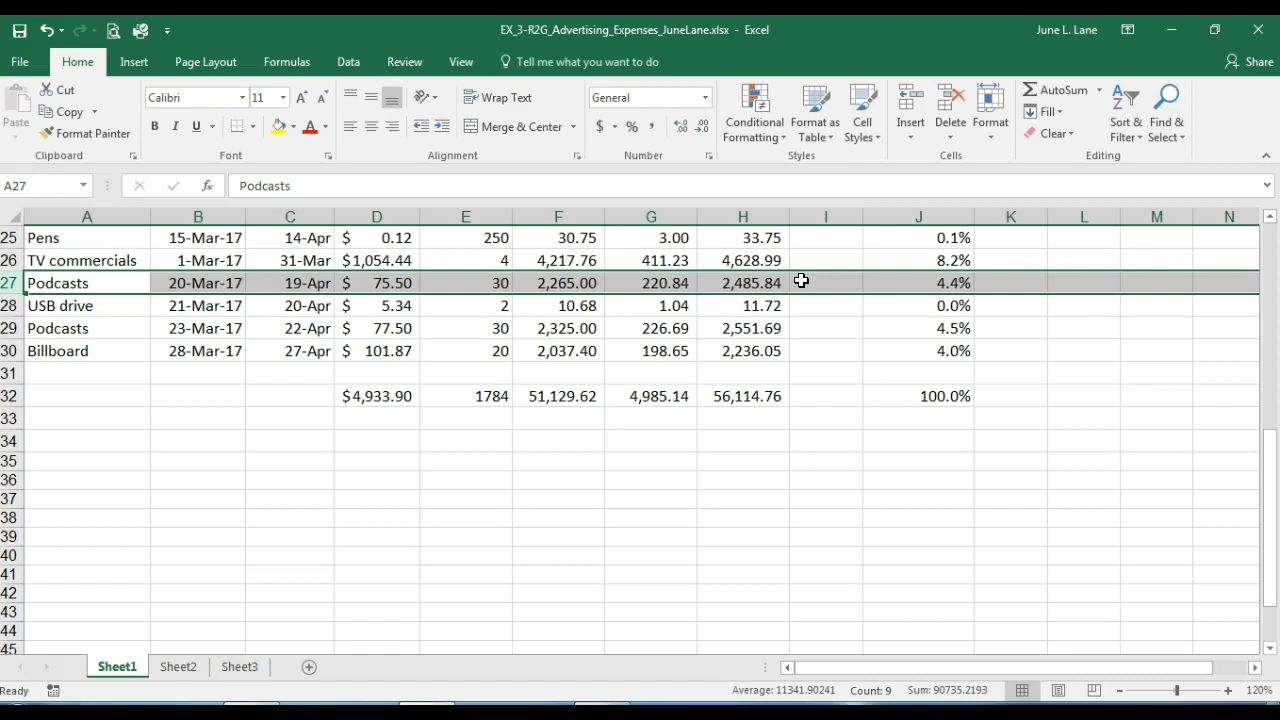 EX_3-R2G_Advertising_Expenses_JuneLane.xlsx - Excel June L. Lane
File Home Insert Page Layout Formulas Data Review View Tell me what you want to do Share
Paste Cut Copy Format Painter
Calibri 11 A A
B I U A
Wrap Text
Merge & Center
General
$ % ,
Conditional Formatting
Format as Table
Cell Styles
Insert Delete Format
AutoSum Fill Clear
Sort & Filter
Find & Select
Clipboard Font Alignment Number Styles Cells Editing
A27 fx Podcasts
A B C D E F G H I J K L M N
25 Pens 15-Mar-17 14-Apr $ 0.12 250 30.75 3.00 33.75 0.1%
26 TV commercials 1-Mar-17 31-Mar $1,054.44 4 4,217.76 411.23 4,628.99 8.2%
27 Podcasts 20-Mar-17 19-Apr $ 75.50 30 2,265.00 220.84 2,485.84 4.4%
28 USB drive 21-Mar-17 20-Apr $ 5.34 2 10.68 1.04 11.72 0.0%
29 Podcasts 23-Mar-17 22-Apr $ 77.50 30 2,325.00 226.69 2,551.69 4.5%
30 Billboard 28-Mar-17 27-Apr $ 101.87 20 2,037.40 198.65 2,236.05 4.0%
31
32 $4,933.90 1784 51,129.62 4,985.14 56,114.76 100.0%
33
34
35
36
37
38
39
40
41
42
43
44
45
Sheet1 Sheet2 Sheet3
Ready Average: 11341.90241 Count: 9 Sum: 90735.2193 120%